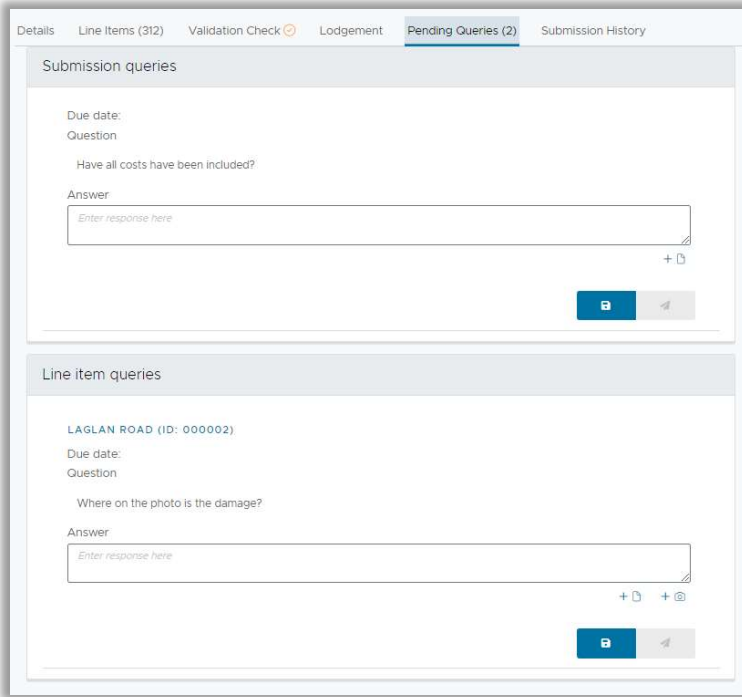 Details Line Items (312) Validation Check Lodgement Pending Queries (2) Submission History
Submission queries
Due date:
Question
Have all costs have been included?
Answer
Enter response here
Line item queries
LAGLAN ROAD (ID: 000002)
Due date:
Question
Where on the photo is the damage?
Answer
Enter response here